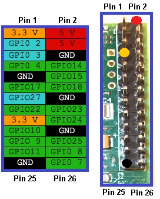 Pin 1 Pin 2
3.3 V 5 V
GPIO 2 5 V
GPIO 3 GND
GPIO 4 GPIO14
GND GPIO15
GPIO17 GPIO18
GPIO27 GND
GPIO22 GPIO23
3.3V GPIO24
GPIO10 GND
GPIO 9 GPIO25
GPIO11 GPIO 8
GND GPIO 7
Pin 25 Pin 26
Pin 1 Pin 2
Pin 25 Pin 26